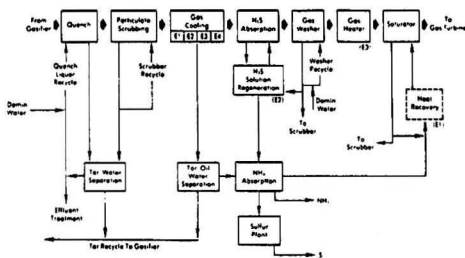 From
Gasifier
Quench
Particulate
Scrubbing
Gas
Cooling
E1 E2 E3 E4
H₂S
Absorption
Gas
Washer
Gas
Heater
(E3)
Saturator
To
Gas Turbine
Quench
Liquor
Recycle
Scrubber
Recycle
H₂S
Solution
Regeneration
(E2)
Washer
Recycle
Demin
Water
Demin
Water
To
Scrubber
To
Scrubber
Heat
Recovery
(E1)
Tar Water
Separation
Tar Oil
Water
Separation
NH₃
Absorption
NH₃
Effluent
Treatment
Sulfur
Plant
Tar Recycle To Gasifier
S